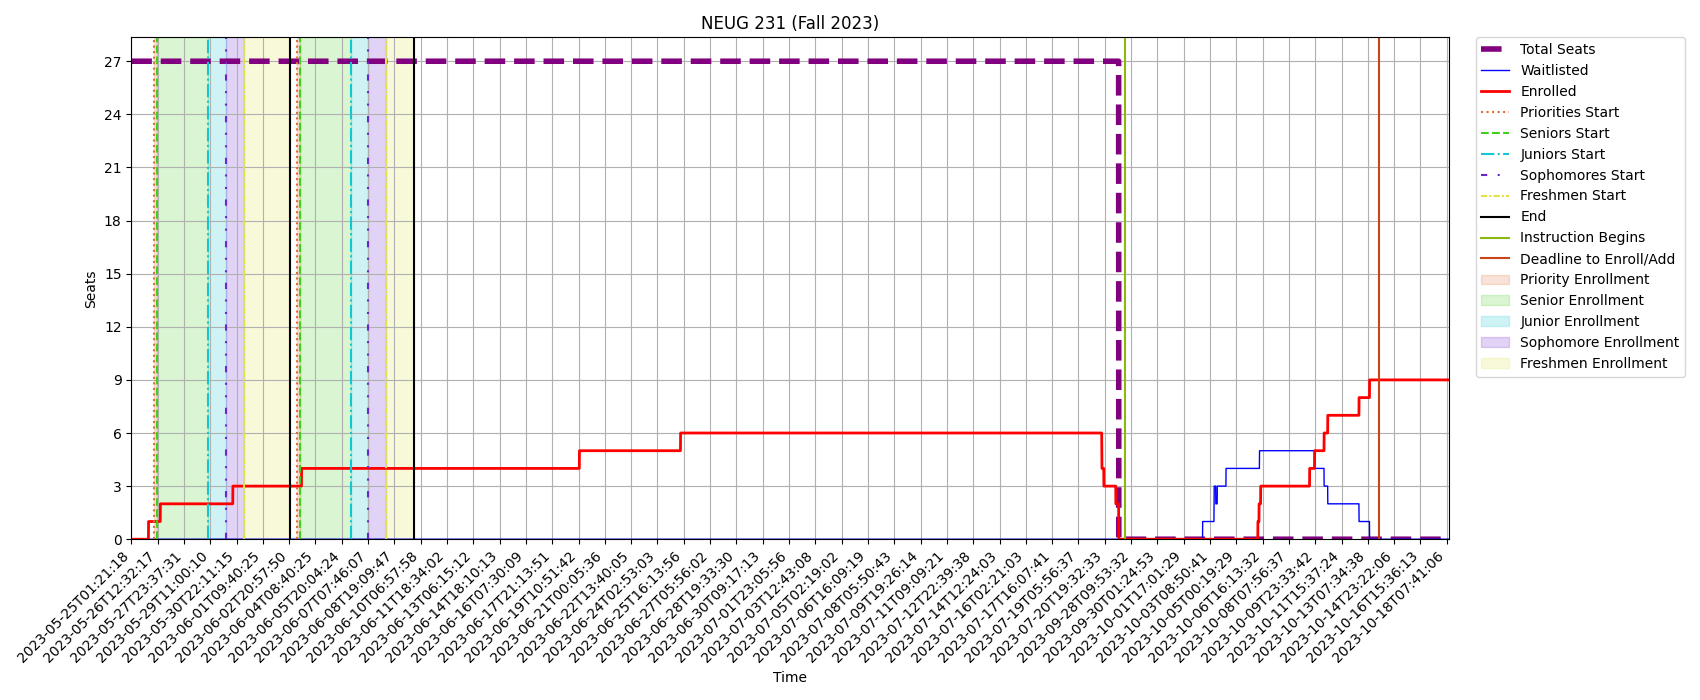 NEUG 231 (Fall 2023)
27
24
21
18
15
12
9
6
3
0
Seats
2023-05-25T01:21:18
2023-05-26T12:32:17
2023-05-27T23:37:31
2023-05-29T11:00:10
2023-05-30T22:11:15
2023-06-01T09:40:25
2023-06-02T20:57:50
2023-06-04T08:40:25
2023-06-05T20:04:24
2023-06-07T07:46:07
2023-06-08T19:09:47
2023-06-10T06:57:58
2023-06-11T18:34:02
2023-06-13T06:15:12
2023-06-14T18:10:13
2023-06-16T07:30:09
2023-06-17T21:13:51
2023-06-19T10:51:42
2023-06-21T00:05:36
2023-06-22T13:40:05
2023-06-24T02:53:03
2023-06-25T16:13:56
2023-06-27T05:56:02
2023-06-28T19:33:30
2023-06-30T09:17:13
2023-07-01T23:05:56
2023-07-03T12:43:08
2023-07-05T02:19:02
2023-07-06T16:09:19
2023-07-08T05:50:43
2023-07-09T19:26:14
2023-07-11T09:09:21
2023-07-12T22:39:38
2023-07-14T12:24:03
2023-07-16T02:21:03
2023-07-17T16:07:41
2023-07-19T05:56:37
2023-07-20T19:32:33
2023-09-28T09:53:32
2023-09-30T01:24:53
2023-10-01T17:01:29
2023-10-03T08:50:41
2023-10-05T00:19:29
2023-10-06T16:13:32
2023-10-08T07:56:37
2023-10-09T23:33:42
2023-10-11T15:37:24
2023-10-13T07:34:38
2023-10-14T23:22:06
2023-10-16T15:36:13
2023-10-18T07:41:06
Time
Total Seats
Waitlisted
Enrolled
Priorities Start
Seniors Start
Juniors Start
Sophomores Start
Freshmen Start
End
Instruction Begins
Deadline to Enroll/Add
Priority Enrollment
Senior Enrollment
Junior Enrollment
Sophomore Enrollment
Freshmen Enrollment